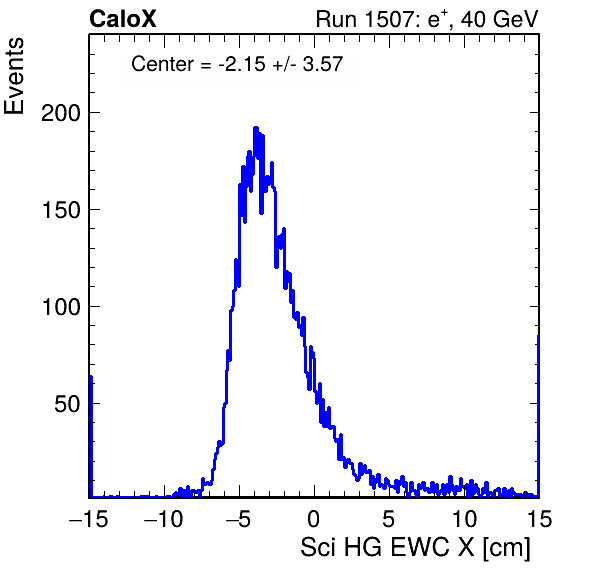 CaloX Run 1507: e⁺, 40 GeV
Center = -2.15 +/- 3.57
Events
200
150
100
50
−15 −10 −5 0 5 10 15
Sci HG EWC X [cm]